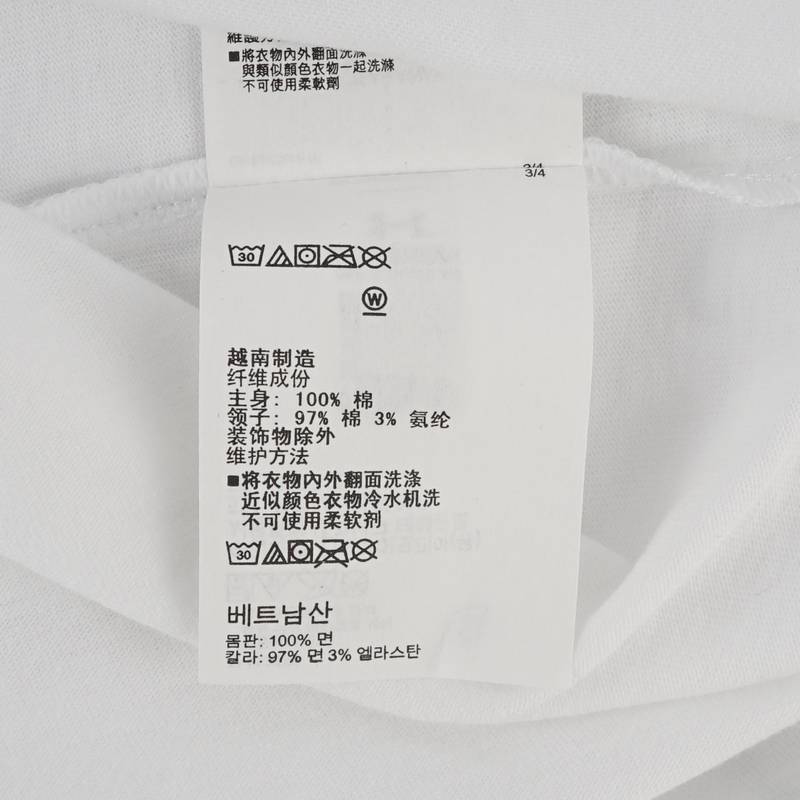 ■將衣物內外翻面洗滌
與類似顏色衣物一起洗滌
不可使用柔軟劑
3/4
3/4
30
W
越南制造
纤维成份
主身: 100% 棉
领子: 97% 棉 3% 氨纶
装饰物除外
维护方法
■将衣物內外翻面洗涤
近似颜色衣物冷水机洗
不可使用柔软剂
30
베트남산
몸판: 100% 면
칼라: 97% 면 3% 엘라스탄